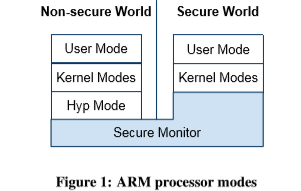 Non-secure World Secure World
User Mode User Mode
Kernel Modes Kernel Modes
Hyp Mode
Secure Monitor
Figure 1: ARM processor modes